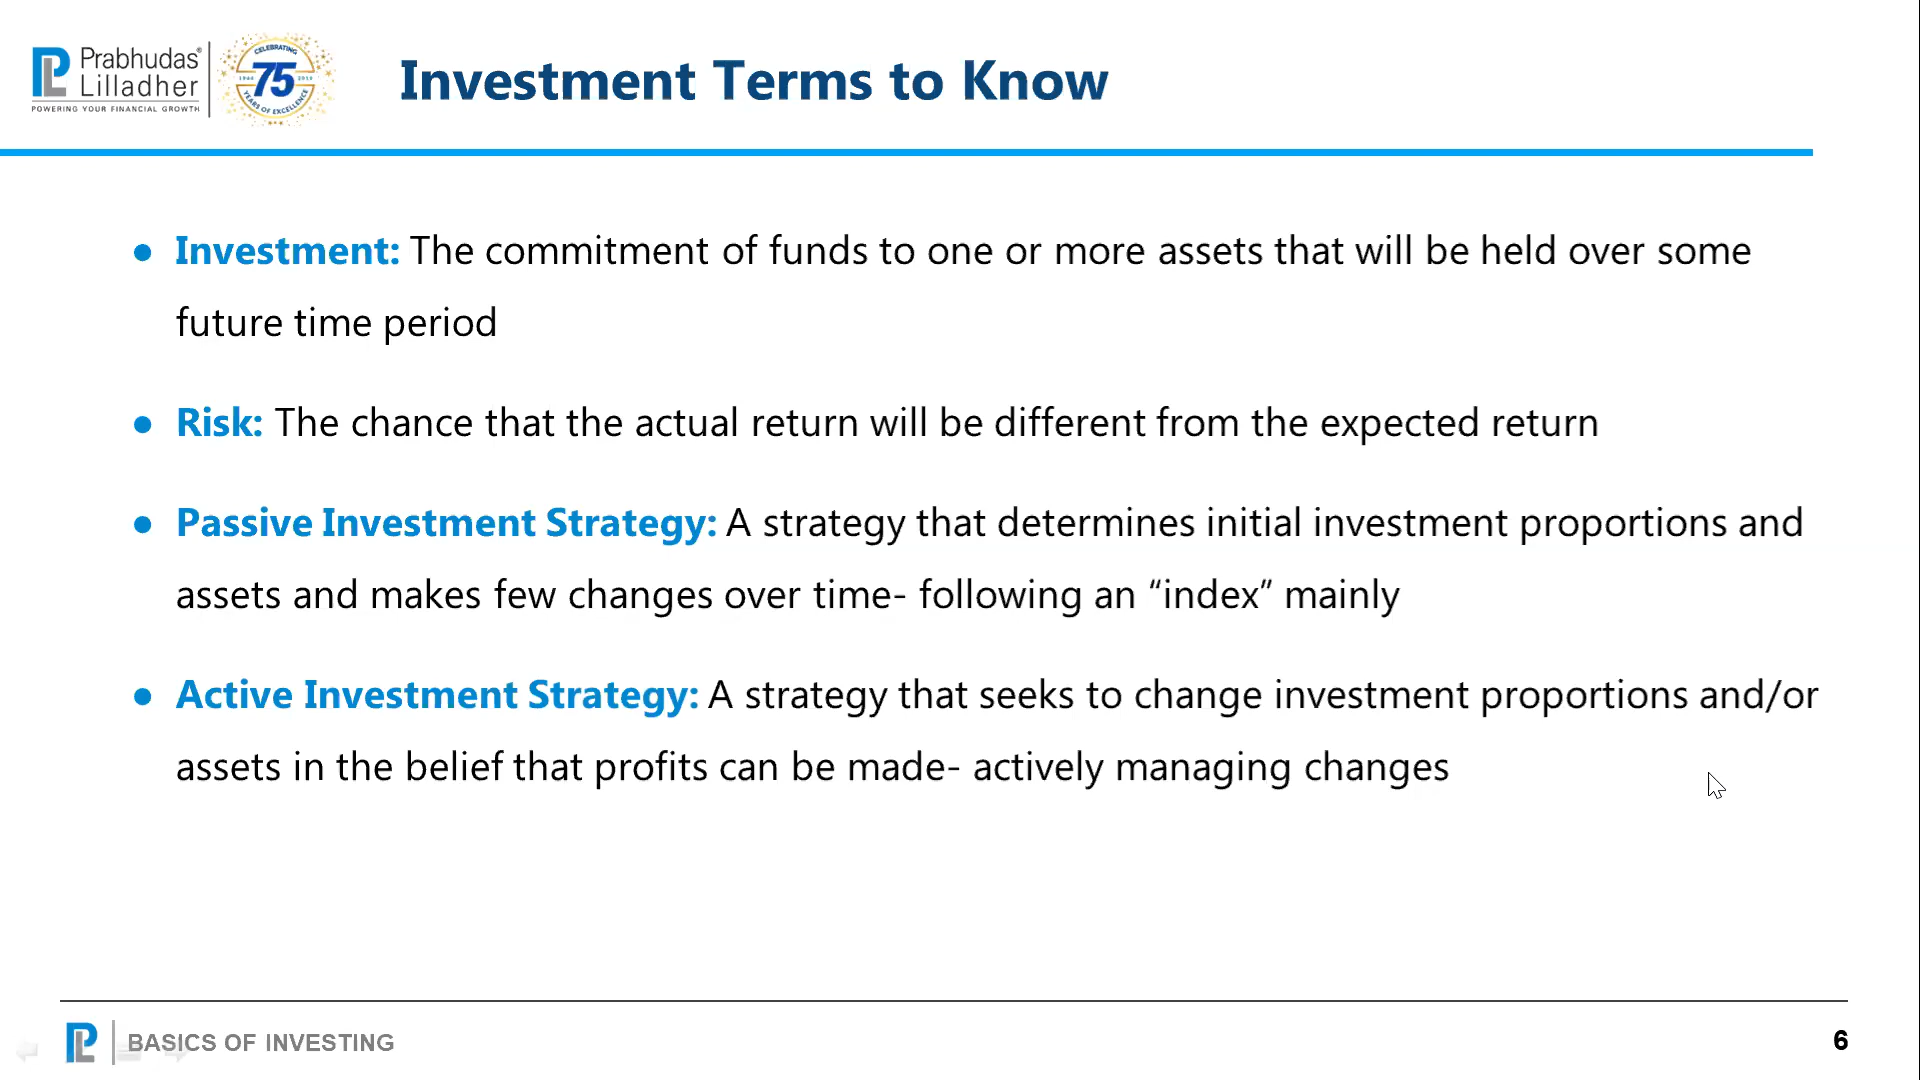 Prabhudas®
Lilladher
POWERING YOUR FINANCIAL GROWTH
CELEBRATING
75
YEARS OF EXCELLENCE
Investment Terms to Know
● Investment: The commitment of funds to one or more assets that will be held over some
future time period
● Risk: The chance that the actual return will be different from the expected return
● Passive Investment Strategy: A strategy that determines initial investment proportions and
assets and makes few changes over time- following an “index” mainly
● Active Investment Strategy: A strategy that seeks to change investment proportions and/or
assets in the belief that profits can be made- actively managing changes
BASICS OF INVESTING
6